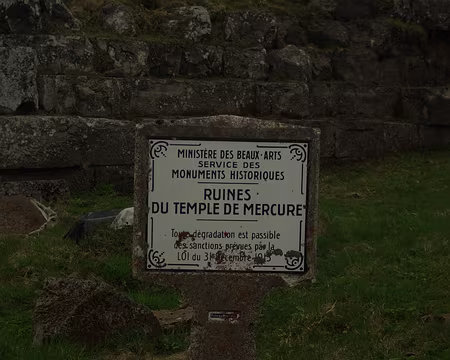 MINISTÈRE DES BEAUX-ARTS
SERVICE DES
MONUMENTS HISTORIQUES
RUINES
DU TEMPLE DE MERCURE
Toute dégradation est passible
des sanctions prévues par la
LOI du 31 décembre 1913